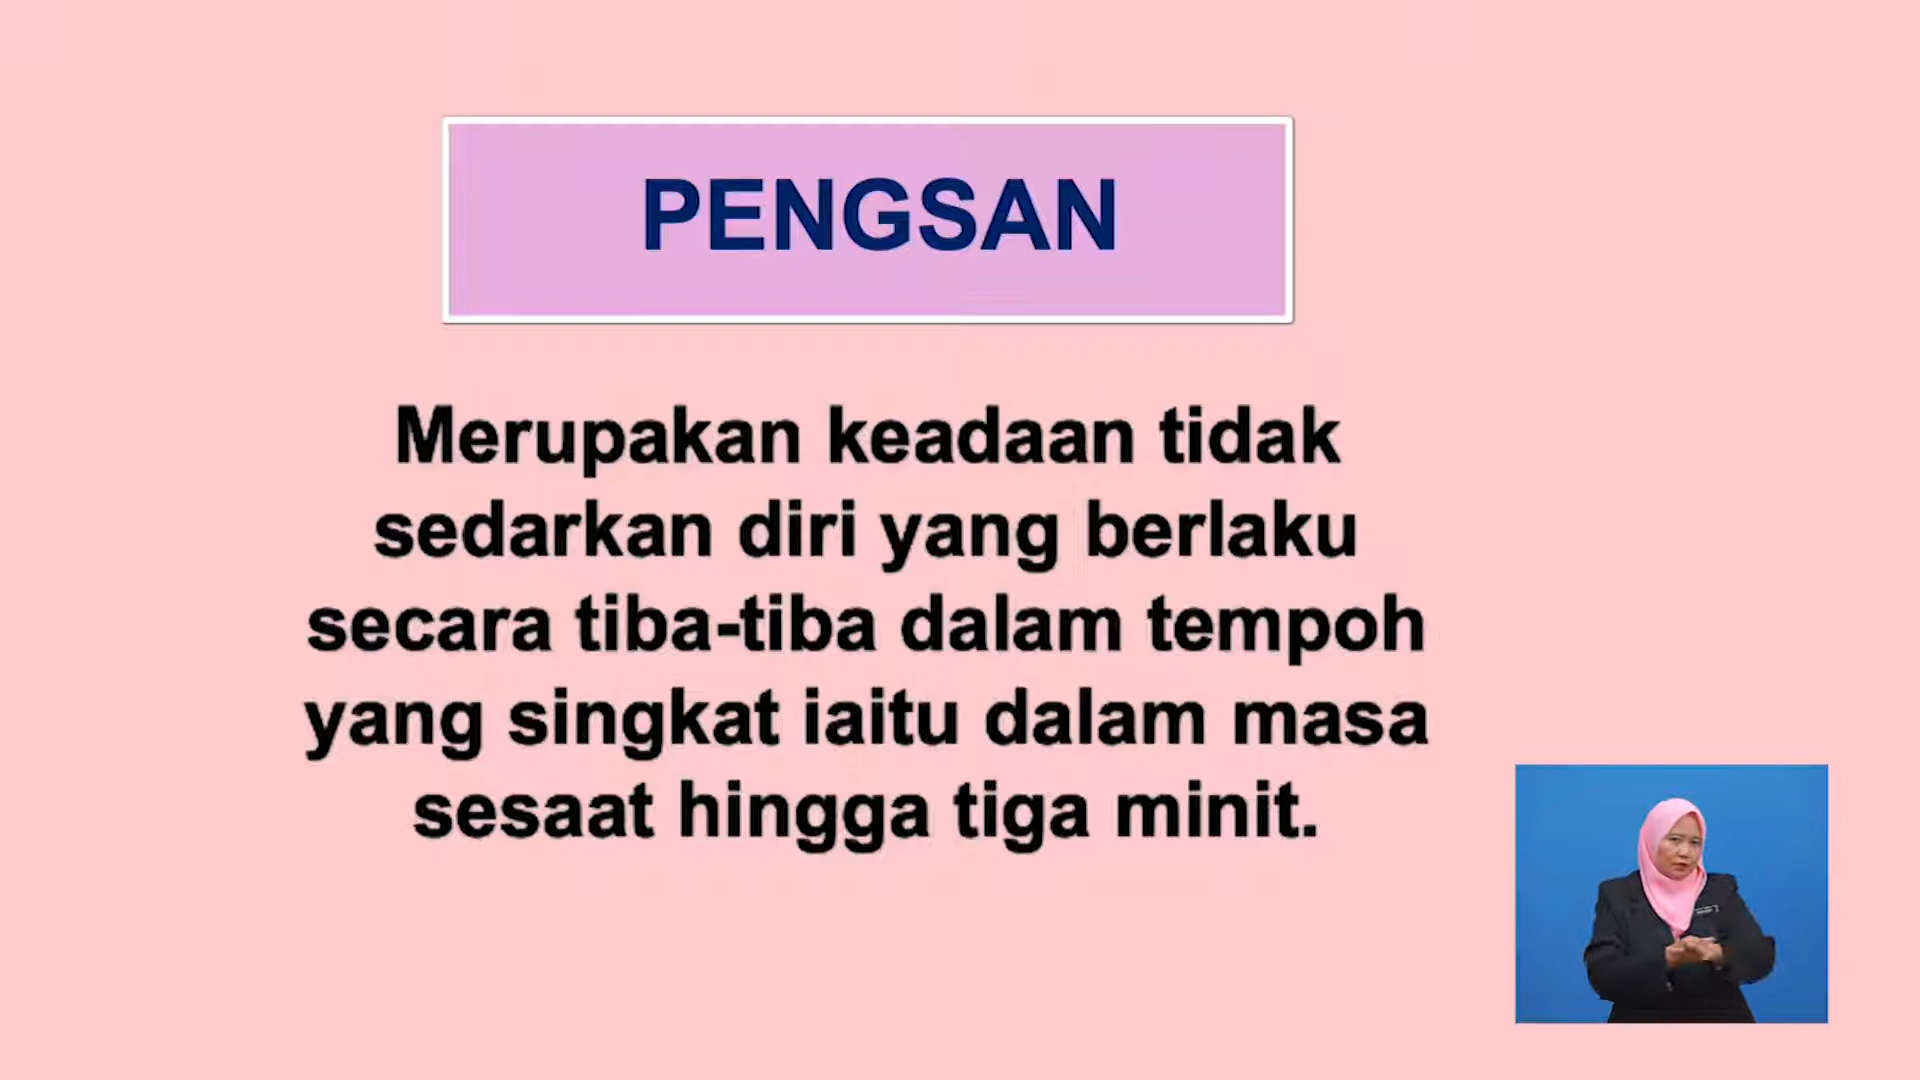 PENGSAN
Merupakan keadaan tidak
sedarkan diri yang berlaku
secara tiba-tiba dalam tempoh
yang singkat iaitu dalam masa
sesaat hingga tiga minit.